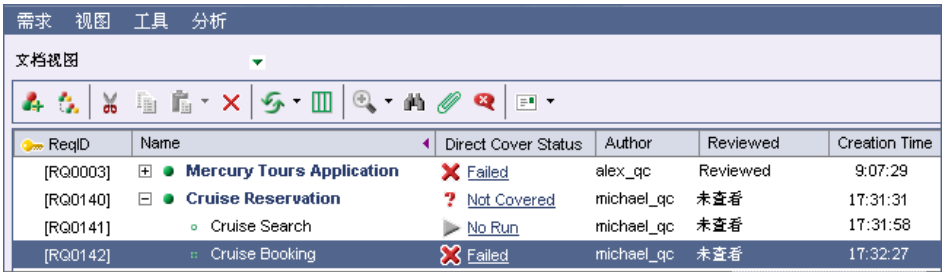 需求 视图 工具 分析
文档视图
ReqID Name Direct Cover Status Author Reviewed Creation Time
[RQ0003] Mercury Tours Application Failed alex_qc Reviewed 9:07:29
[RQ0140] Cruise Reservation Not Covered michael_qc 未查看 17:31:31
[RQ0141] Cruise Search No Run michael_qc 未查看 17:31:58
[RQ0142] Cruise Booking Failed michael_qc 未查看 17:32:27